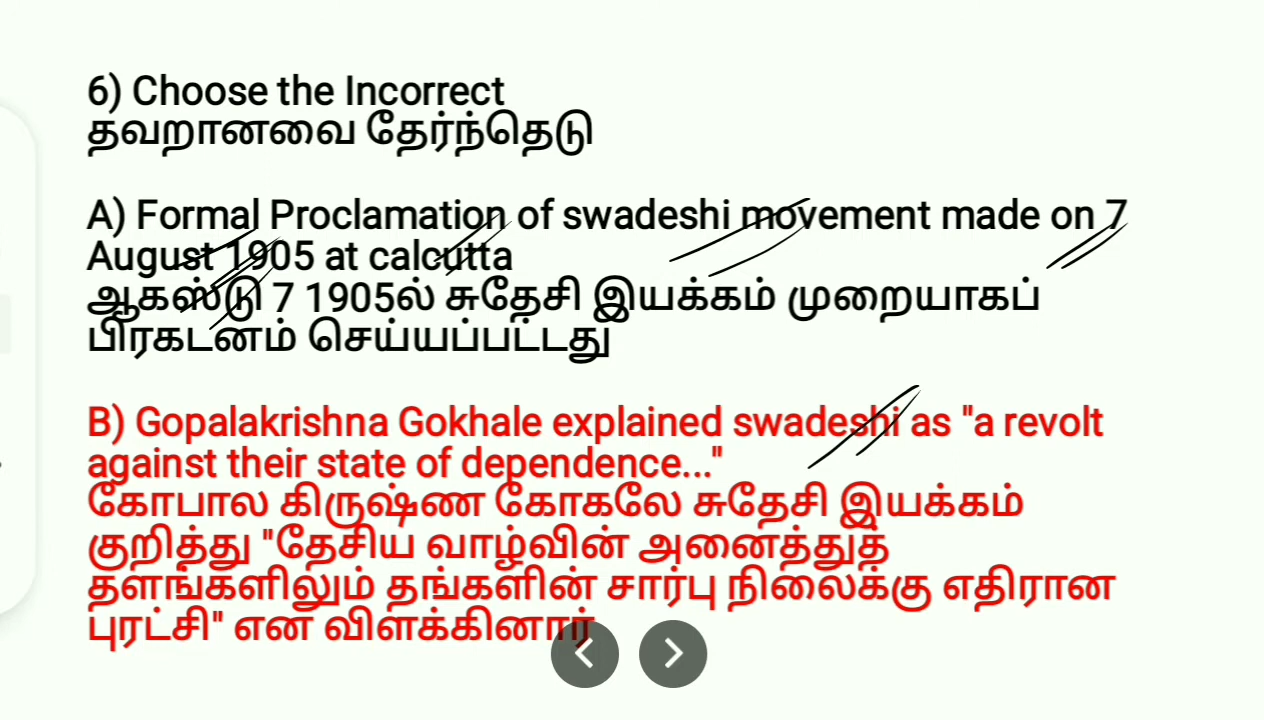 6) Choose the Incorrect
தவறானவை தேர்ந்தெடு
A) Formal Proclamation of swadeshi movement made on 7
August 1905 at calcutta
ஆகஸ்டு 7 1905ல் சுதேசி இயக்கம் முறையாகப்
பிரகடனம் செய்யப்பட்டது
B) Gopalakrishna Gokhale explained swadeshi as "a revolt
against their state of dependence..."
கோபால கிருஷ்ண கோகலே சுதேசி இயக்கம்
குறித்து "தேசிய வாழ்வின் அனைத்துத்
தளங்களிலும் தங்களின் சார்பு நிலைக்கு எதிரான
புரட்சி" என விளக்கினார்